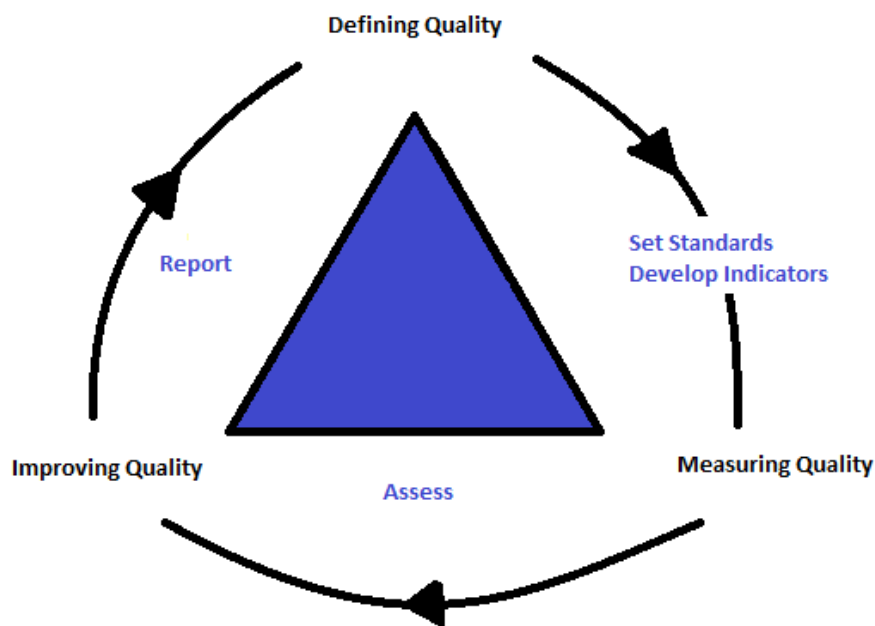 Defining Quality
Set Standards
Develop Indicators
Report
Improving Quality
Measuring Quality
Assess